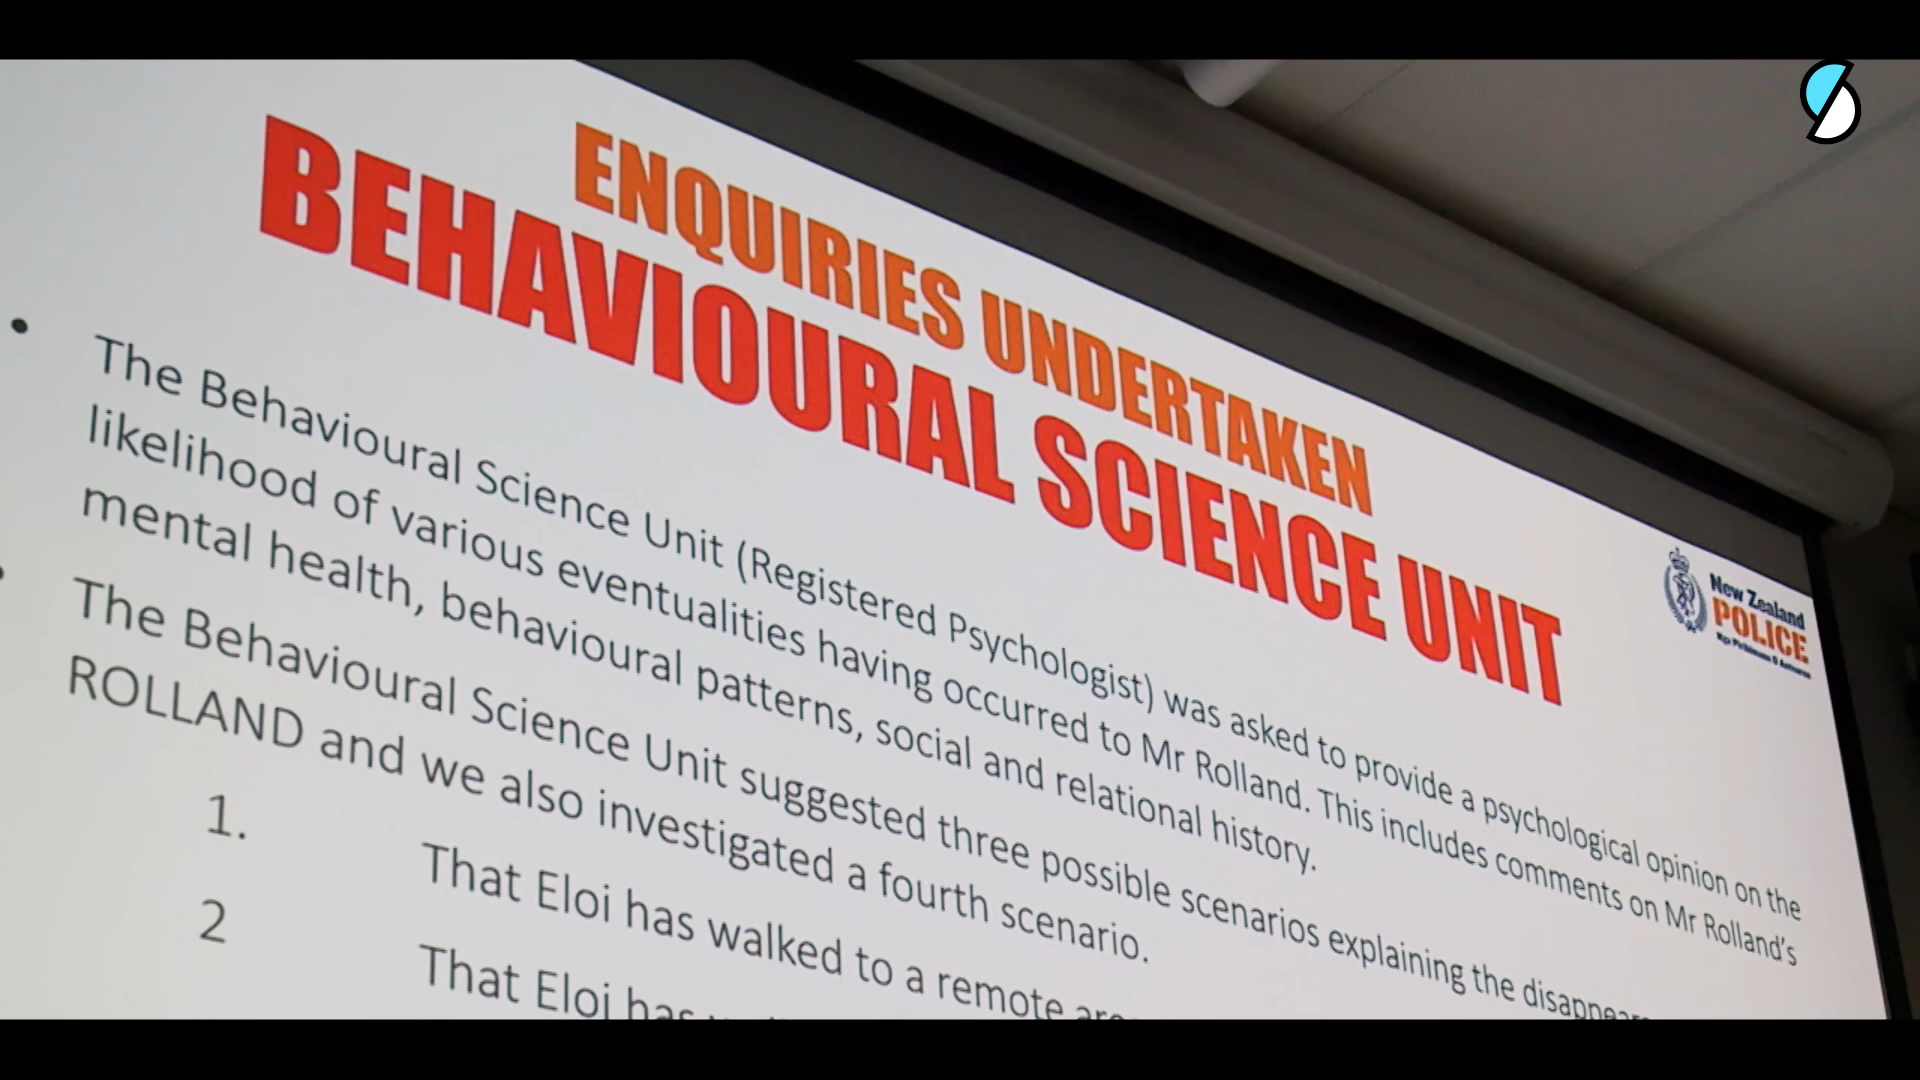 ENQUIRIES UNDERTAKEN
BEHAVIOURAL SCIENCE UNIT
New Zealand
POLICE
• The Behavioural Science Unit (Registered Psychologist) was asked to provide a psychological opinion on the
likelihood of various eventualities having occurred to Mr Rolland. This includes comments on Mr Rolland's
mental health, behavioural patterns, social and relational history.
• The Behavioural Science Unit suggested three possible scenarios explaining the
ROLLAND and we also investigated a fourth scenario.
1. That Eloi has walked to a remote
2 That Eloi has